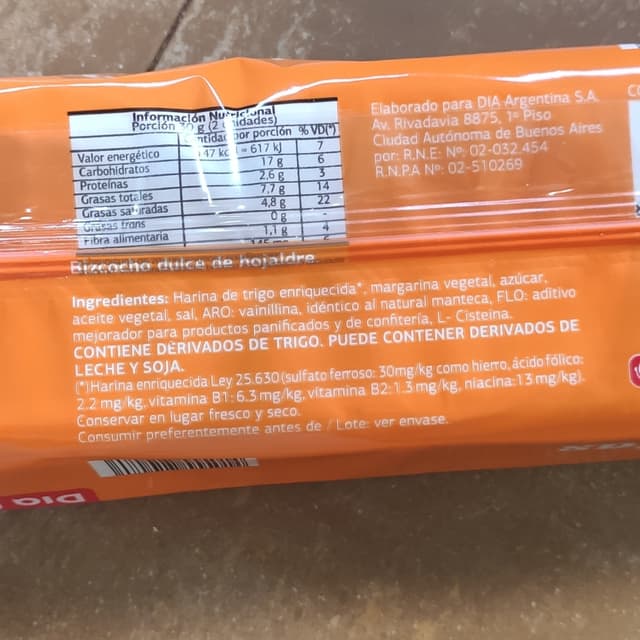 Información Nutricional
Porción 30 g (2 unidades)
Cantidad por porción % VD(*)
Valor energético 147 kcal = 617 kJ 7
Carbohidratos 17 g 6
Proteínas 2,6 g 3
Grasas totales 7,7 g 14
Grasas saturadas 4,8 g 22
Grasas trans 0 g -
Fibra alimentaria 1,1 g 4
Elaborado para DIA Argentina S.A.
Av. Rivadavia 8875, 1º Piso
Ciudad Autónoma de Buenos Aires
por: R.N.E: Nº: 02-032.454
R.N.P.A Nº: 02-510269
Bizcocho dulce de hojaldre.
Ingredientes: Harina de trigo enriquecida*, margarina vegetal, azúcar,
aceite vegetal, sal, ARO: vainillina, idéntico al natural manteca, FLO: aditivo
mejorador para productos panificados y de confitería, L- Cisteina.
CONTIENE DERIVADOS DE TRIGO. PUEDE CONTENER DERIVADOS DE
LECHE Y SOJA.
(*)Harina enriquecida Ley 25.630 (sulfato ferroso: 30mg/kg como hierro, ácido fólico:
2.2 mg/kg, vitamina B1: 6.3 mg/kg, vitamina B2: 1.3 mg/kg, niacina: 13 mg/kg).
Conservar en lugar fresco y seco.
Consumir preferentemente antes de / Lote: ver envase.
Dia